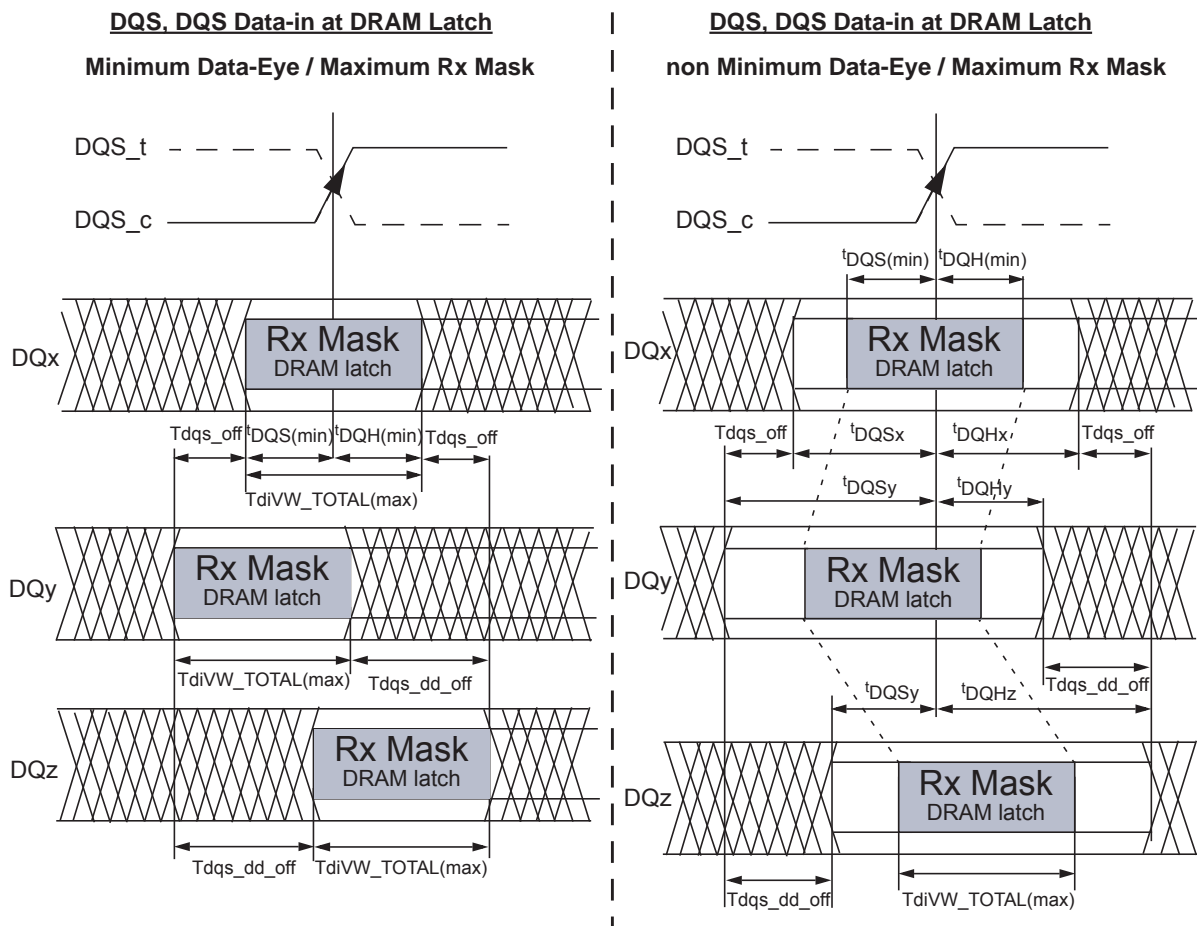 DQS, DQS Data-in at DRAM Latch
Minimum Data-Eye / Maximum Rx Mask
DQS_t
DQS_c
DQx
Rx Mask
DRAM latch
Tdqs_off
tDQS(min)
tDQH(min)
Tdqs_off
TdiVW_TOTAL(max)
DQy
Rx Mask
DRAM latch
TdiVW_TOTAL(max)
Tdqs_dd_off
DQz
Rx Mask
DRAM latch
Tdqs_dd_off
TdiVW_TOTAL(max)
DQS, DQS Data-in at DRAM Latch
non Minimum Data-Eye / Maximum Rx Mask
DQS_t
DQS_c
tDQS(min)
tDQH(min)
DQx
Rx Mask
DRAM latch
Tdqs_off
tDQSx
tDQHx
Tdqs_off
tDQSy
tDQHy
DQy
Rx Mask
DRAM latch
Tdqs_dd_off
tDQSy
tDQHz
DQz
Rx Mask
DRAM latch
Tdqs_dd_off
TdiVW_TOTAL(max)